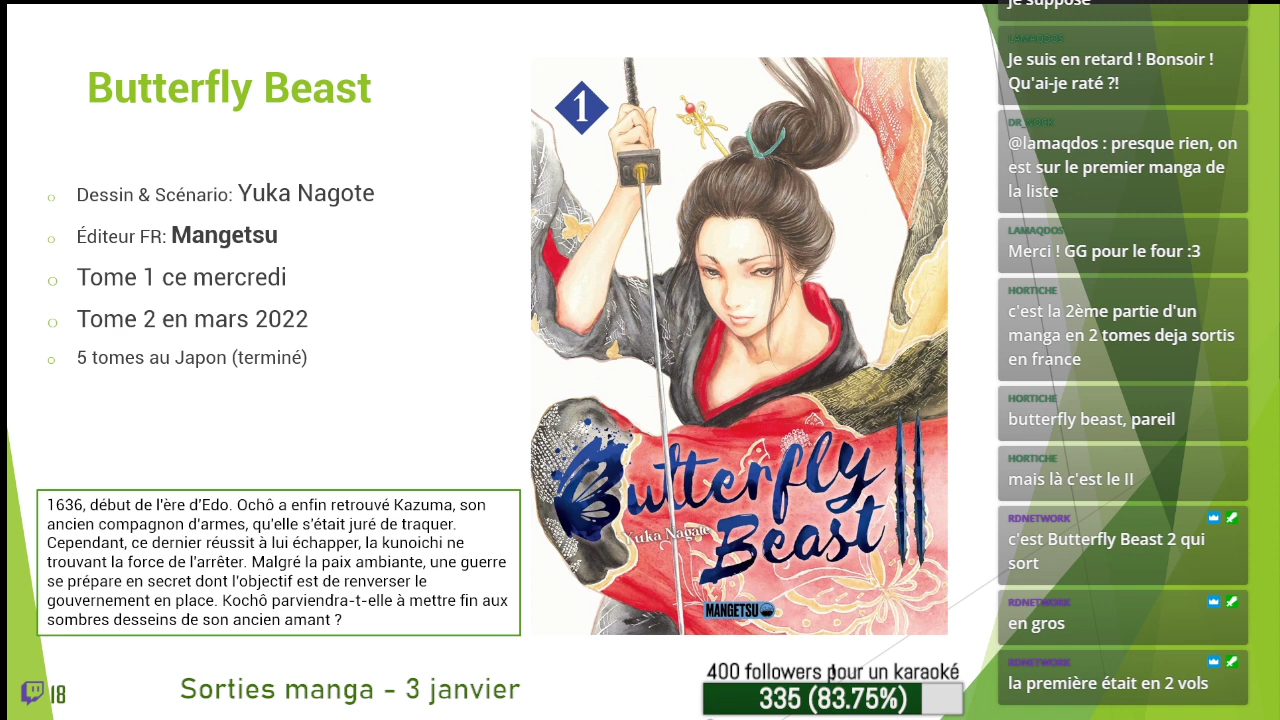 Butterfly Beast
Dessin & Scénario: Yuka Nagote
Éditeur FR: Mangetsu
Tome 1 ce mercredi
Tome 2 en mars 2022
5 tomes au Japon (terminé)
1636, début de l'ère d'Edo. Ochô a enfin retrouvé Kazuma, son
ancien compagnon d'armes, qu'elle s'était juré de traquer.
Cependant, ce dernier réussit à lui échapper, la kunoichi ne
trouvant la force de l'arrêter. Malgré la paix ambiante, une guerre
se prépare en secret dont l'objectif est de renverser le
gouvernement en place. Kochô parviendra-t-elle à mettre fin aux
sombres desseins de son ancien amant ?
1
Butterfly
Yuka Nagate
Beast II
MANGETSU
18
Sorties manga - 3 janvier
400 followers pour un karaoké
335 (83.75%)
je suppose
LAMAQDOS
Je suis en retard ! Bonsoir !
Qu'ai-je raté ?!
@lamaqdos : presque rien, on
est sur le premier manga de
la liste
LAMAQDOS
Merci ! GG pour le four :3
HORTICHE
c'est la 2ème partie d'un
manga en 2 tomes deja sortis
en france
HORTICHE
butterfly beast, pareil
HORTICHE
mais là c'est le II
RDNETWORK
c'est Butterfly Beast 2 qui
sort
RDNETWORK
en gros
RDNETWORK
la première était en 2 vols